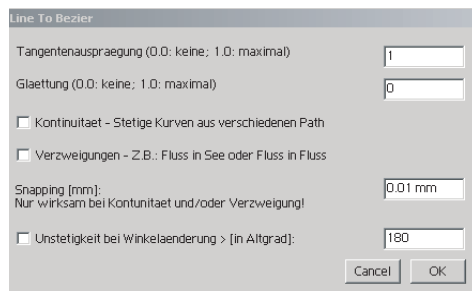 Line To Bezier
Tangentenauspraegung (0.0: keine; 1.0: maximal)
1
Glaettung (0.0: keine; 1.0: maximal)
0
Kontinuitaet - Stetige Kurven aus verschiedenen Path
Verzweigungen - Z.B.: Fluss in See oder Fluss in Fluss
Snapping [mm]:
0.01 mm
Nur wirksam bei Kontunitaet und/oder Verzweigung!
Unstetigkeit bei Winkelaenderung > [in Altgrad]:
180
Cancel
OK